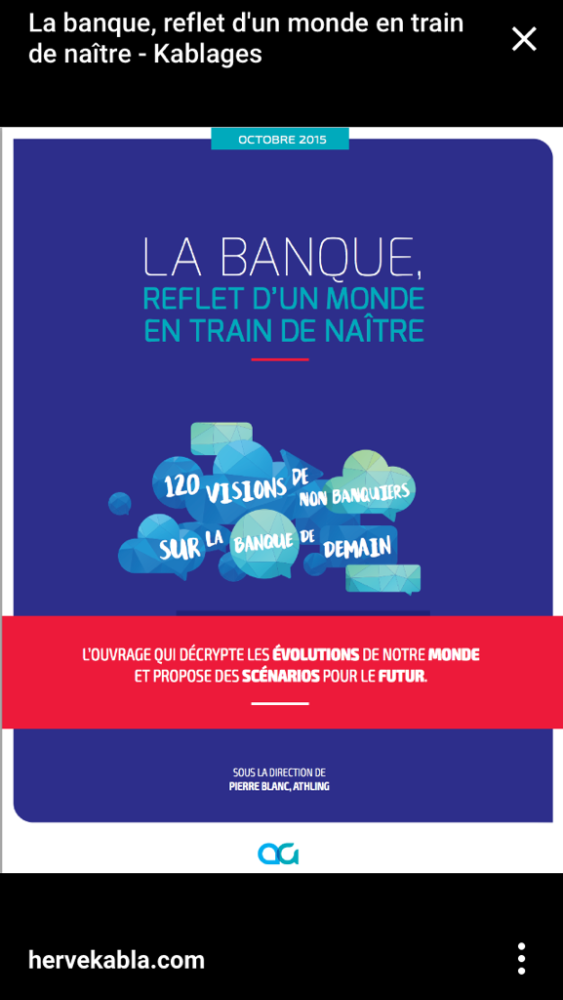 La banque, reflet d'un monde en train
de naître - Kablages
OCTOBRE 2015
LA BANQUE,
REFLET D'UN MONDE
EN TRAIN DE NAÎTRE
120 VISIONS DE NON BANQUIERS
SUR LA BANQUE DE DEMAIN
L'OUVRAGE QUI DÉCRYPTE LES ÉVOLUTIONS DE NOTRE MONDE
ET PROPOSE DES SCÉNARIOS POUR LE FUTUR.
SOUS LA DIRECTION DE
PIERRE BLANC, ATHLING
hervekabla.com